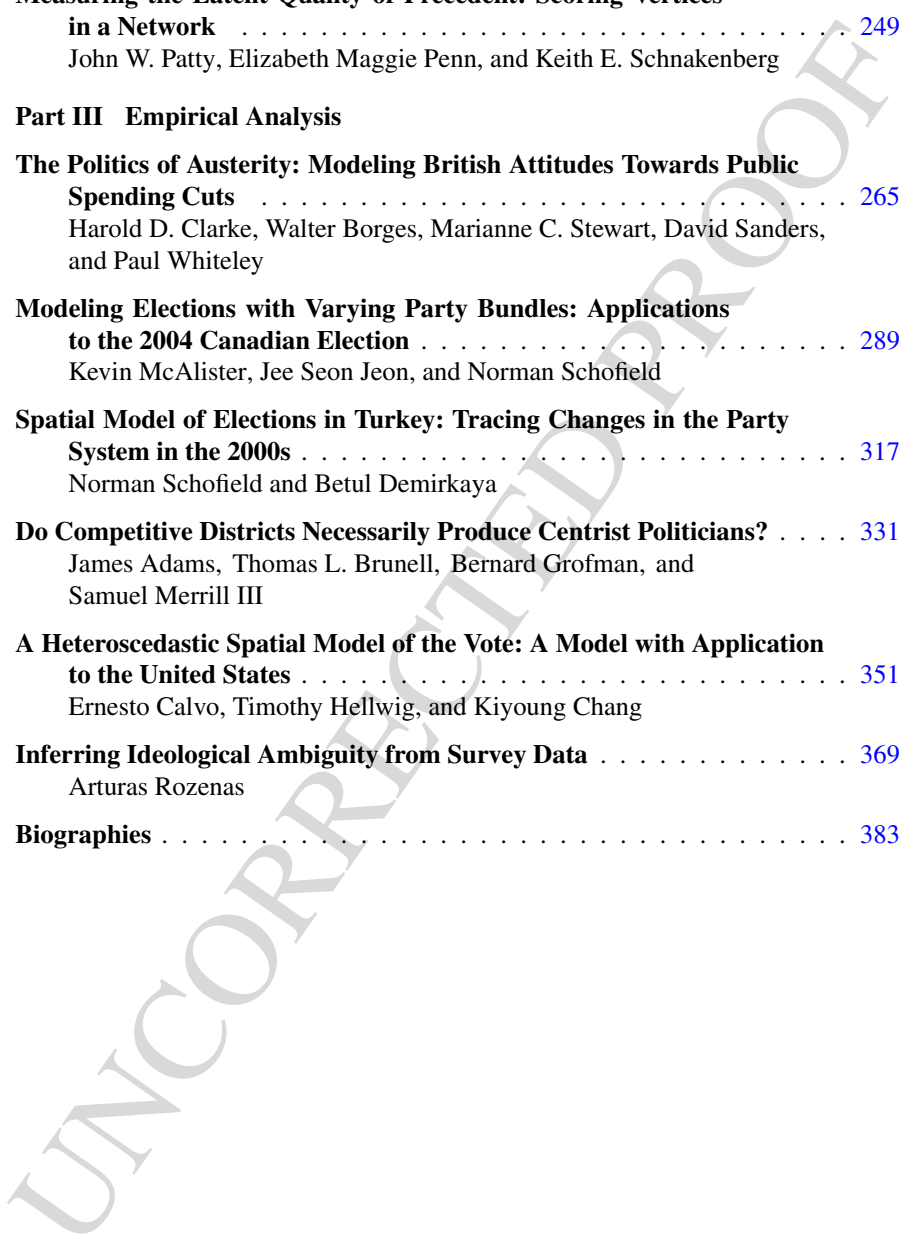 Measuring the Latent Quality of Precedent: Scoring Vertices
in a Network . . . . . . . . . . . . . . . . . . . . . . . . . . . . . . . . 249
John W. Patty, Elizabeth Maggie Penn, and Keith E. Schnakenberg
Part III Empirical Analysis
The Politics of Austerity: Modeling British Attitudes Towards Public
Spending Cuts . . . . . . . . . . . . . . . . . . . . . . . . . . . . . . . 265
Harold D. Clarke, Walter Borges, Marianne C. Stewart, David Sanders,
and Paul Whiteley
Modeling Elections with Varying Party Bundles: Applications
to the 2004 Canadian Election . . . . . . . . . . . . . . . . . . . . . . 289
Kevin McAlister, Jee Seon Jeon, and Norman Schofield
Spatial Model of Elections in Turkey: Tracing Changes in the Party
System in the 2000s . . . . . . . . . . . . . . . . . . . . . . . . . . . . . 317
Norman Schofield and Betul Demirkaya
Do Competitive Districts Necessarily Produce Centrist Politicians? . . . . 331
James Adams, Thomas L. Brunell, Bernard Grofman, and
Samuel Merrill III
A Heteroscedastic Spatial Model of the Vote: A Model with Application
to the United States . . . . . . . . . . . . . . . . . . . . . . . . . . . . . 351
Ernesto Calvo, Timothy Hellwig, and Kiyoung Chang
Inferring Ideological Ambiguity from Survey Data . . . . . . . . . . . . . 369
Arturas Rozenas
Biographies . . . . . . . . . . . . . . . . . . . . . . . . . . . . . . . . . . . . 383
UNCORRECTED PROOF